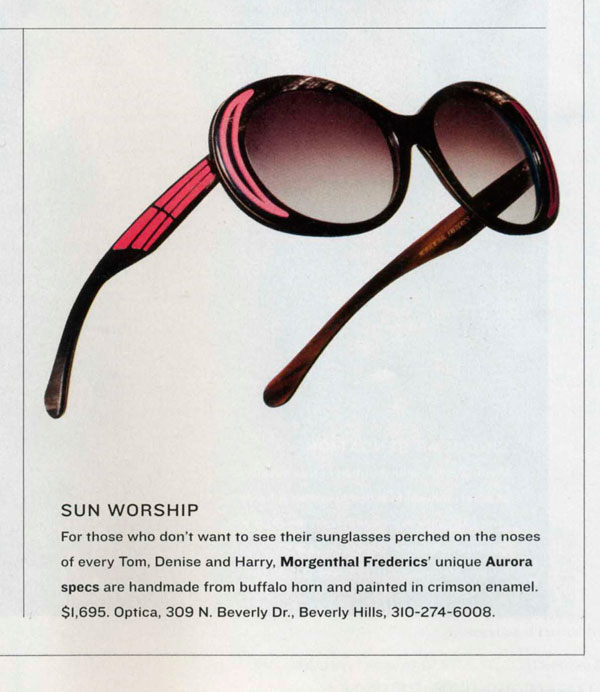 SUN WORSHIP
For those who don't want to see their sunglasses perched on the noses
of every Tom, Denise and Harry, Morgenthal Frederics' unique Aurora
specs are handmade from buffalo horn and painted in crimson enamel.
$1,695. Optica, 309 N. Beverly Dr., Beverly Hills, 310-274-6008.